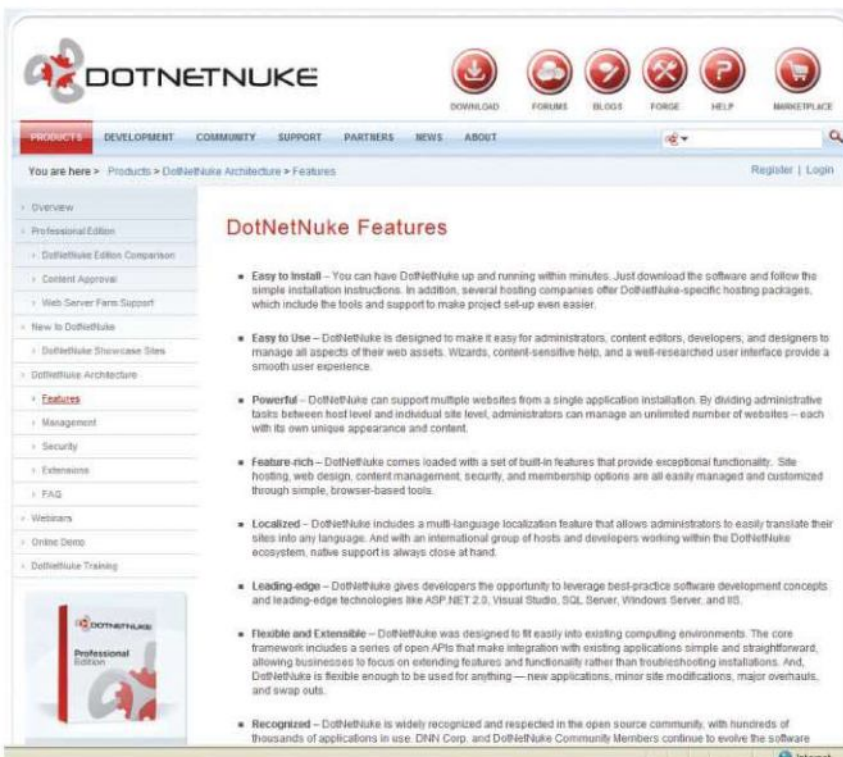 DOTNETNUKE
DOWNLOAD FORUMS BLOGS FORGE HELP MARKETPLACE
PRODUCTS DEVELOPMENT COMMUNITY SUPPORT PARTNERS NEWS ABOUT
You are here > Products > DotNetNuke Architecture > Features
Register | Login
Overview
Professional Edition
DotNetNuke Edition Comparison
Content Approval
Web Server Farm Support
New to DotNetNuke
DotNetNuke Showcase Sites
DotNetNuke Architecture
Features
Management
Security
Extensions
FAQ
Webinars
Online Demo
DotNetNuke Training
DOTNETNUKE
Professional
Edition
DotNetNuke Features
Easy to Install – You can have DotNetNuke up and running within minutes. Just download the software and follow the
simple installation instructions. In addition, several hosting companies offer DotNetNuke-specific hosting packages,
which include the tools and support to make project set-up even easier.
Easy to Use – DotNetNuke is designed to make it easy for administrators, content editors, developers, and designers to
manage all aspects of their web assets. Wizards, content-sensitive help, and a well-researched user interface provide a
smooth user experience.
Powerful – DotNetNuke can support multiple websites from a single application installation. By dividing administrative
tasks between host level and individual site level, administrators can manage an unlimited number of websites – each
with its own unique appearance and content.
Feature-rich – DotNetNuke comes loaded with a set of built-in features that provide exceptional functionality. Site
hosting, web design, content management, security, and membership options are all easily managed and customized
through simple, browser-based tools.
Localized – DotNetNuke includes a multi-language localization feature that allows administrators to easily translate their
sites into any language. And with an international group of hosts and developers working within the DotNetNuke
ecosystem, native support is always close at hand.
Leading-edge – DotNetNuke gives developers the opportunity to leverage best-practice software development concepts
and leading-edge technologies like ASP.NET 2.0, Visual Studio, SQL Server, Windows Server, and IIS.
Flexible and Extensible – DotNetNuke was designed to fit easily into existing computing environments. The core
framework includes a series of open APIs that make integration with existing applications simple and straightforward,
allowing businesses to focus on extending features and functionality rather than troubleshooting installations. And,
DotNetNuke is flexible enough to be used for anything — new applications, minor site modifications, major overhauls,
and swap outs.
Recognized – DotNetNuke is widely recognized and respected in the open source community, with hundreds of
thousands of applications in use. DNN Corp. and DotNetNuke Community Members continue to evolve the software
Internet